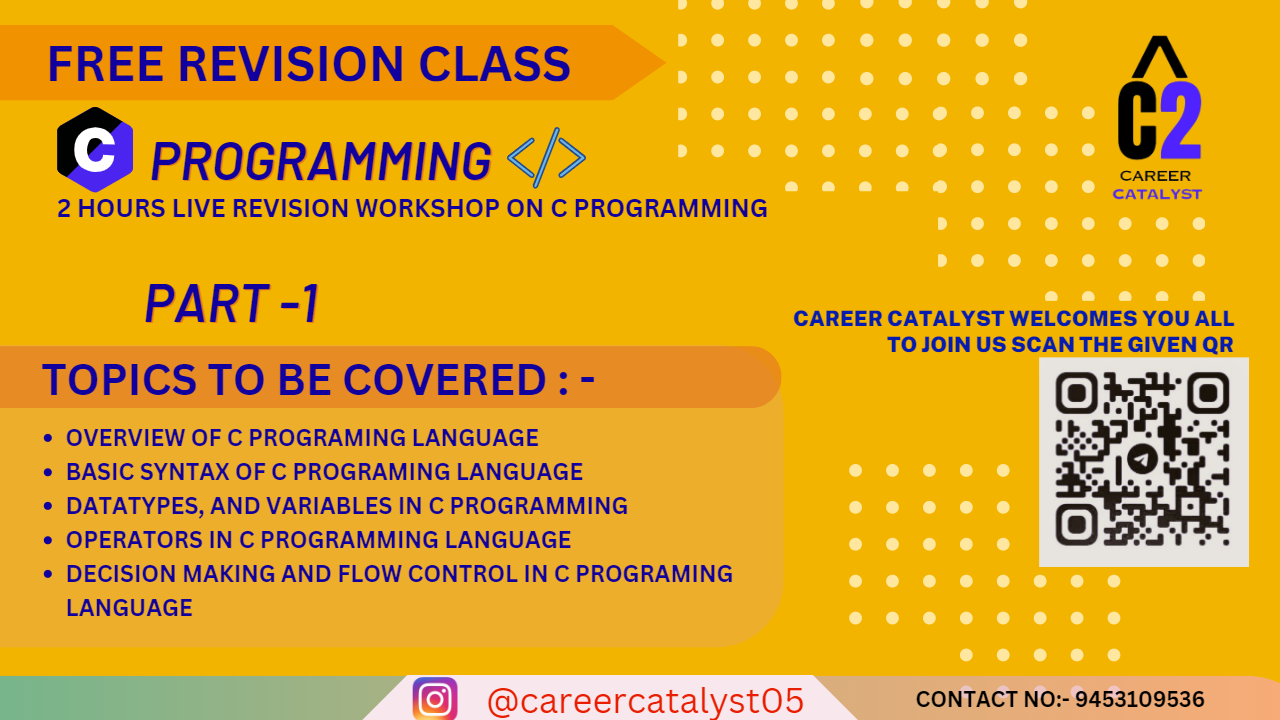 FREE REVISION CLASS
C PROGRAMMING </>
2 HOURS LIVE REVISION WORKSHOP ON C PROGRAMMING
C2
CAREER
CATALYST
PART -1
CAREER CATALYST WELCOMES YOU ALL
TO JOIN US SCAN THE GIVEN QR
TOPICS TO BE COVERED : -
• OVERVIEW OF C PROGRAMING LANGUAGE
• BASIC SYNTAX OF C PROGRAMING LANGUAGE
• DATATYPES, AND VARIABLES IN C PROGRAMMING
• OPERATORS IN C PROGRAMMING LANGUAGE
• DECISION MAKING AND FLOW CONTROL IN C PROGRAMING
LANGUAGE
@careercatalyst05
CONTACT NO:- 9453109536